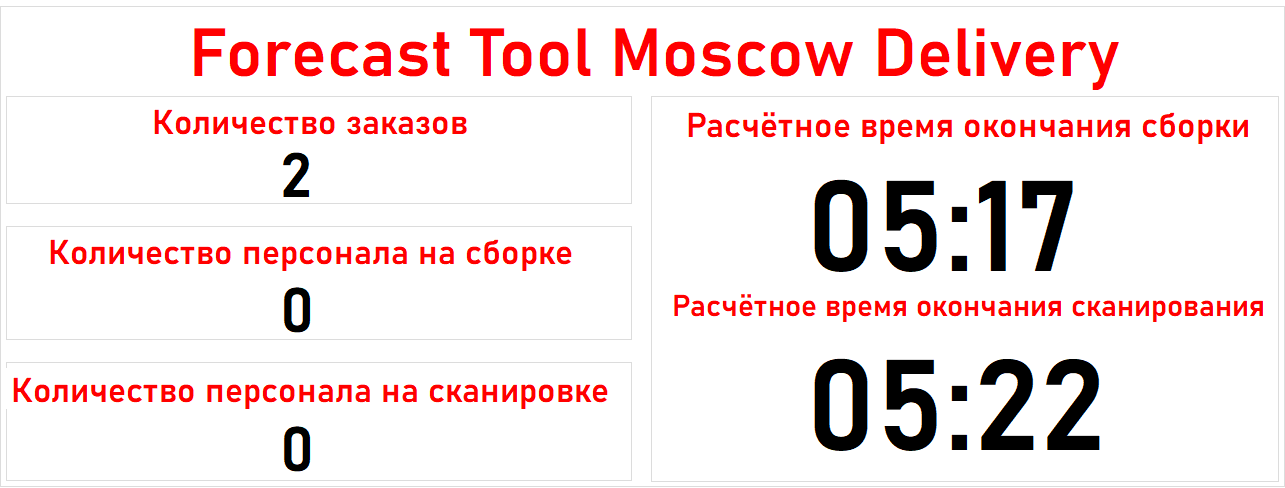 Forecast Tool Moscow Delivery
Количество заказов
2
Количество персонала на сборке
0
Количество персонала на сканировке
0
Расчётное время окончания сборки
05:17
Расчётное время окончания сканирования
05:22